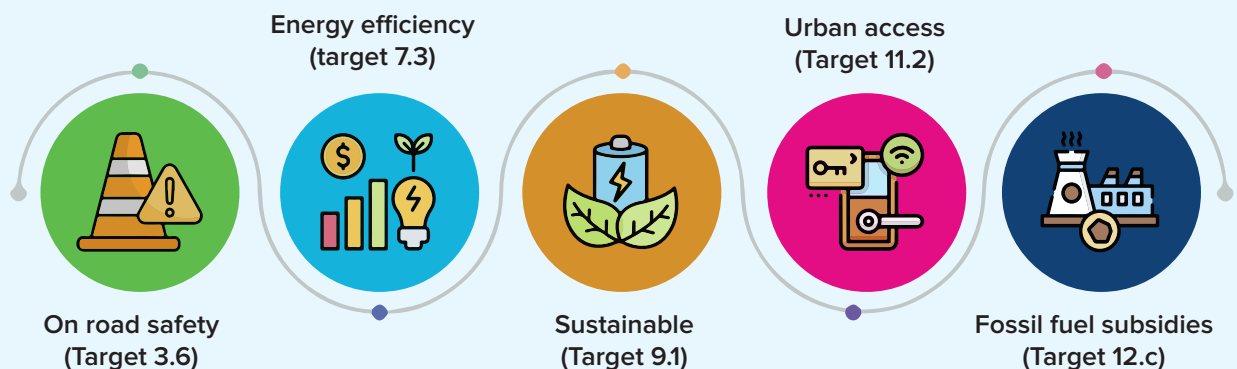 On road safety
(Target 3.6)
Energy efficiency
(target 7.3)
Sustainable
(Target 9.1)
Urban access
(Target 11.2)
Fossil fuel subsidies
(Target 12.c)